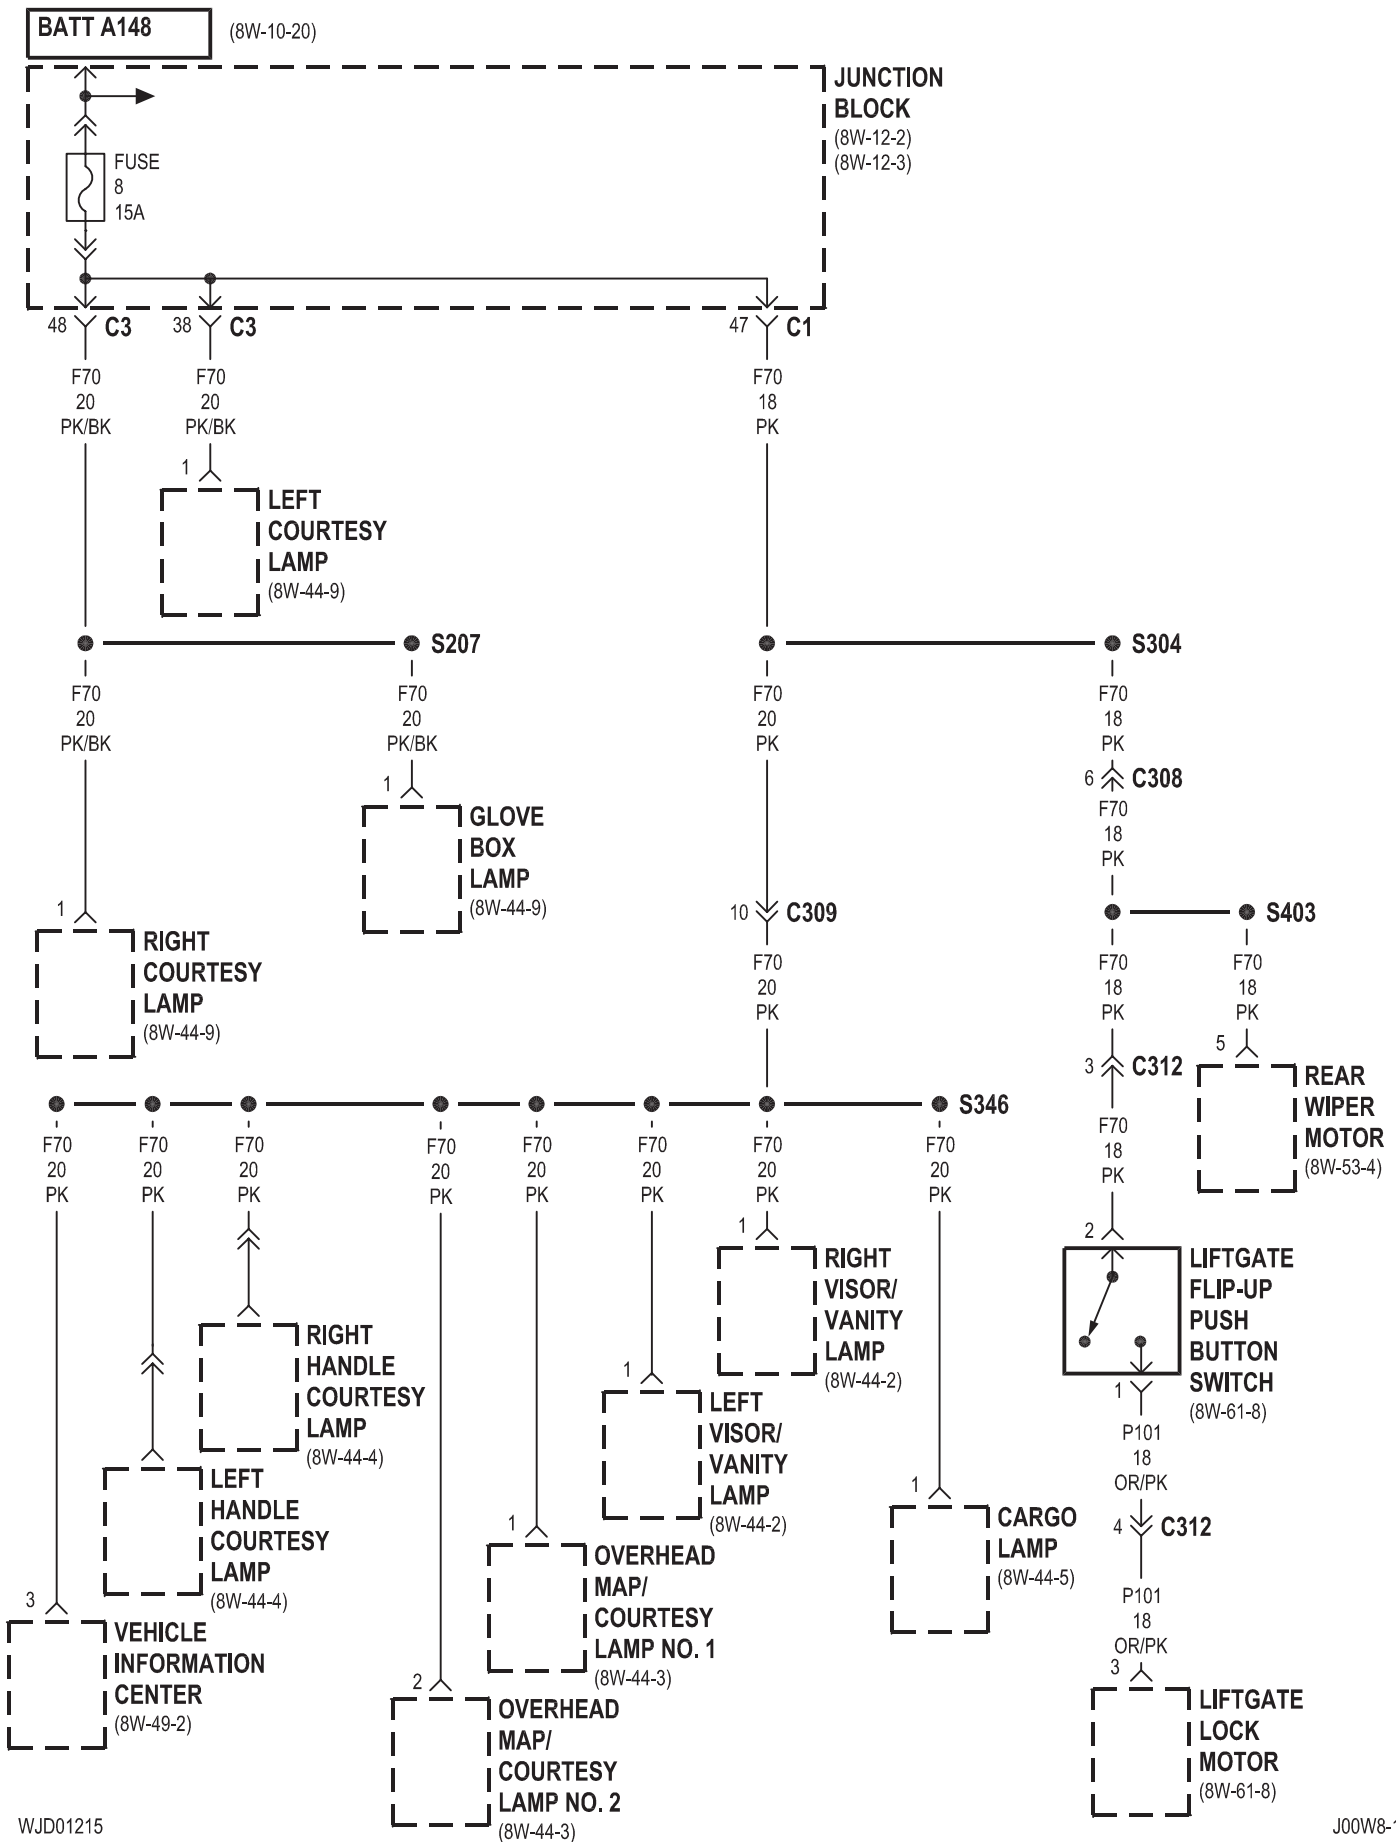 BATT A148
(8W-10-20)
JUNCTION
BLOCK
(8W-12-2)
(8W-12-3)
FUSE
8
15A
48
C3
38
C3
47
C1
F70
20
PK/BK
F70
20
PK/BK
F70
18
PK
1
LEFT
COURTESY
LAMP
(8W-44-9)
S207
S304
F70
20
PK/BK
F70
20
PK/BK
F70
20
PK
F70
18
PK
6
C308
F70
18
PK
1
GLOVE
BOX
LAMP
(8W-44-9)
1
RIGHT
COURTESY
LAMP
(8W-44-9)
10
C309
F70
20
PK
S403
F70
18
PK
F70
18
PK
3
C312
5
REAR
WIPER
MOTOR
(8W-53-4)
S346
F70
20
PK
F70
20
PK
F70
20
PK
F70
20
PK
F70
20
PK
F70
20
PK
F70
20
PK
F70
20
PK
F70
18
PK
1
RIGHT
VISOR/
VANITY
LAMP
(8W-44-2)
2
LIFTGATE
FLIP-UP
PUSH
BUTTON
SWITCH
(8W-61-8)
1
P101
18
OR/PK
RIGHT
HANDLE
COURTESY
LAMP
(8W-44-4)
1
LEFT
VISOR/
VANITY
LAMP
(8W-44-2)
LEFT
HANDLE
COURTESY
LAMP
(8W-44-4)
1
CARGO
LAMP
(8W-44-5)
4
C312
P101
18
OR/PK
1
OVERHEAD
MAP/
COURTESY
LAMP NO. 1
(8W-44-3)
3
VEHICLE
INFORMATION
CENTER
(8W-49-2)
2
OVERHEAD
MAP/
COURTESY
LAMP NO. 2
(8W-44-3)
3
LIFTGATE
LOCK
MOTOR
(8W-61-8)
WJD01215
J00W8-1